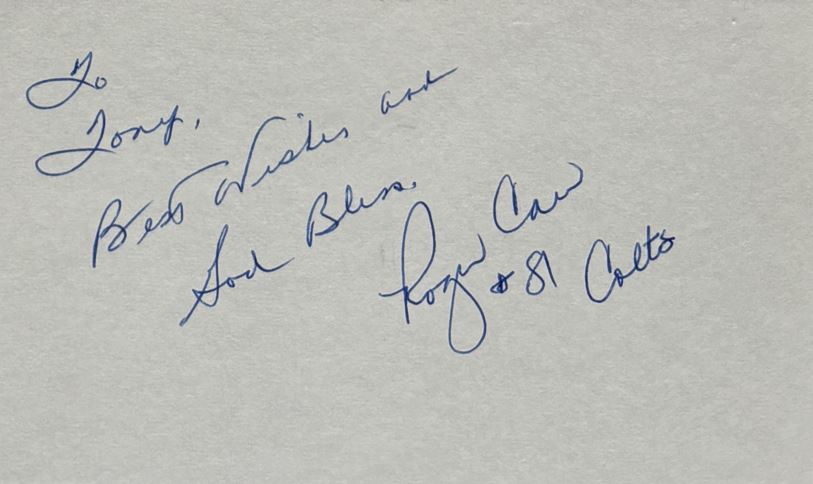 To
Tony,
Best Wishes and
God Bless.
Roger Carr
#81 Colts